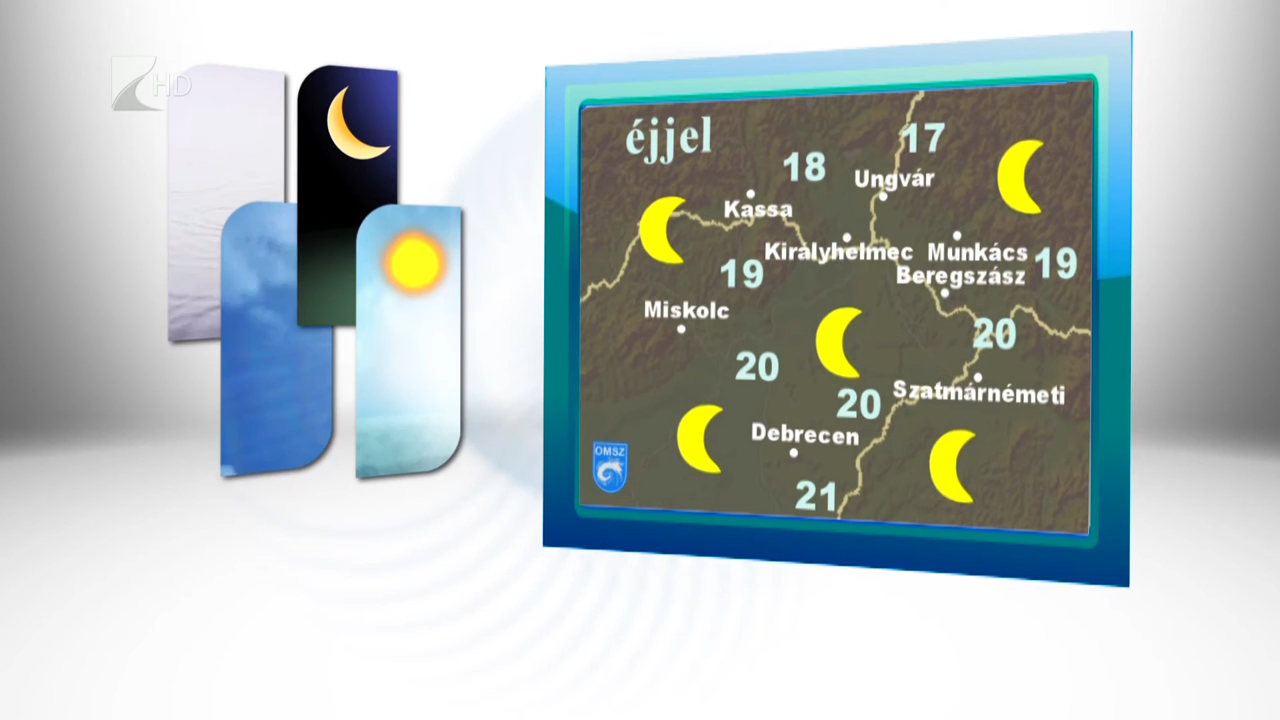 HD
éjjel
17
18
Ungvár
Kassa
Királyhelmec
Munkács
19
Beregszász
19
Miskolc
20
20
Szatmárnémeti
20
Debrecen
OMSZ
21